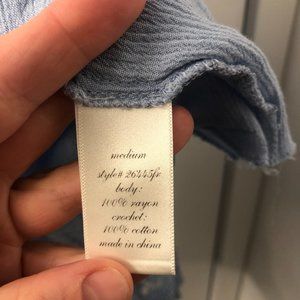 medium
style# 26445fr
body:
100% rayon
crochet:
100% cotton
made in china